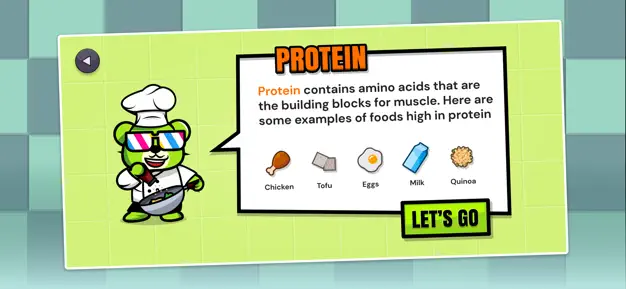 PROTEIN
Protein contains amino acids that are
the building blocks for muscle. Here are
some examples of foods high in protein
Chicken
Tofu
Eggs
Milk
Quinoa
LET'S GO